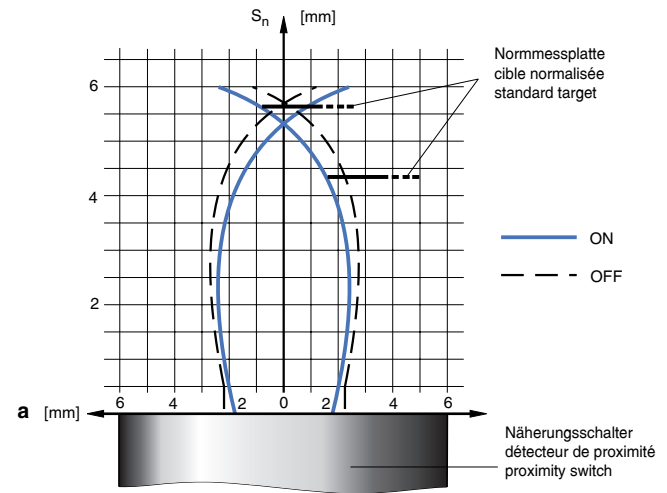 Sn [mm]
Normmessplatte
cible normalisée
standard target
6
4
2
ON
OFF
a [mm] 6 4 2 0 2 4 6
Näherungsschalter
détecteur de proximité
proximity switch